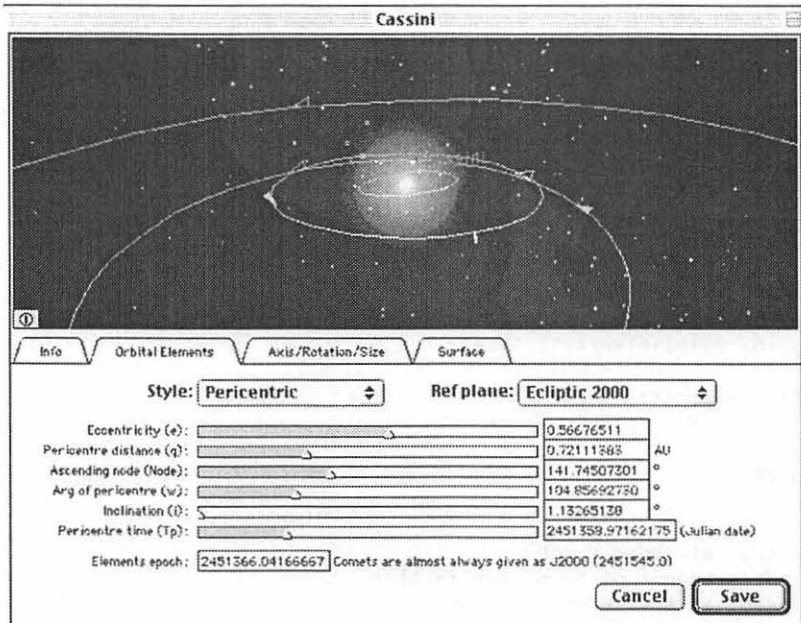 Cassini
Info Orbital Elements Axis/Rotation/Size Surface
Style: Pericentric Ref plane: Ecliptic 2000
Eccentricity (e): 0.56676511
Pericentre distance (q): 0.72111383 AU
Ascending node (Node): 141.74507301 °
Arg of pericentre (w): 104.85692730 °
Inclination (i): 1.13265138 °
Pericentre time (Tp): 2451358.97162175 (Julian date)
Elements epoch: 2451366.04166667 Comets are almost always given as J2000 (2451545.0)
Cancel Save